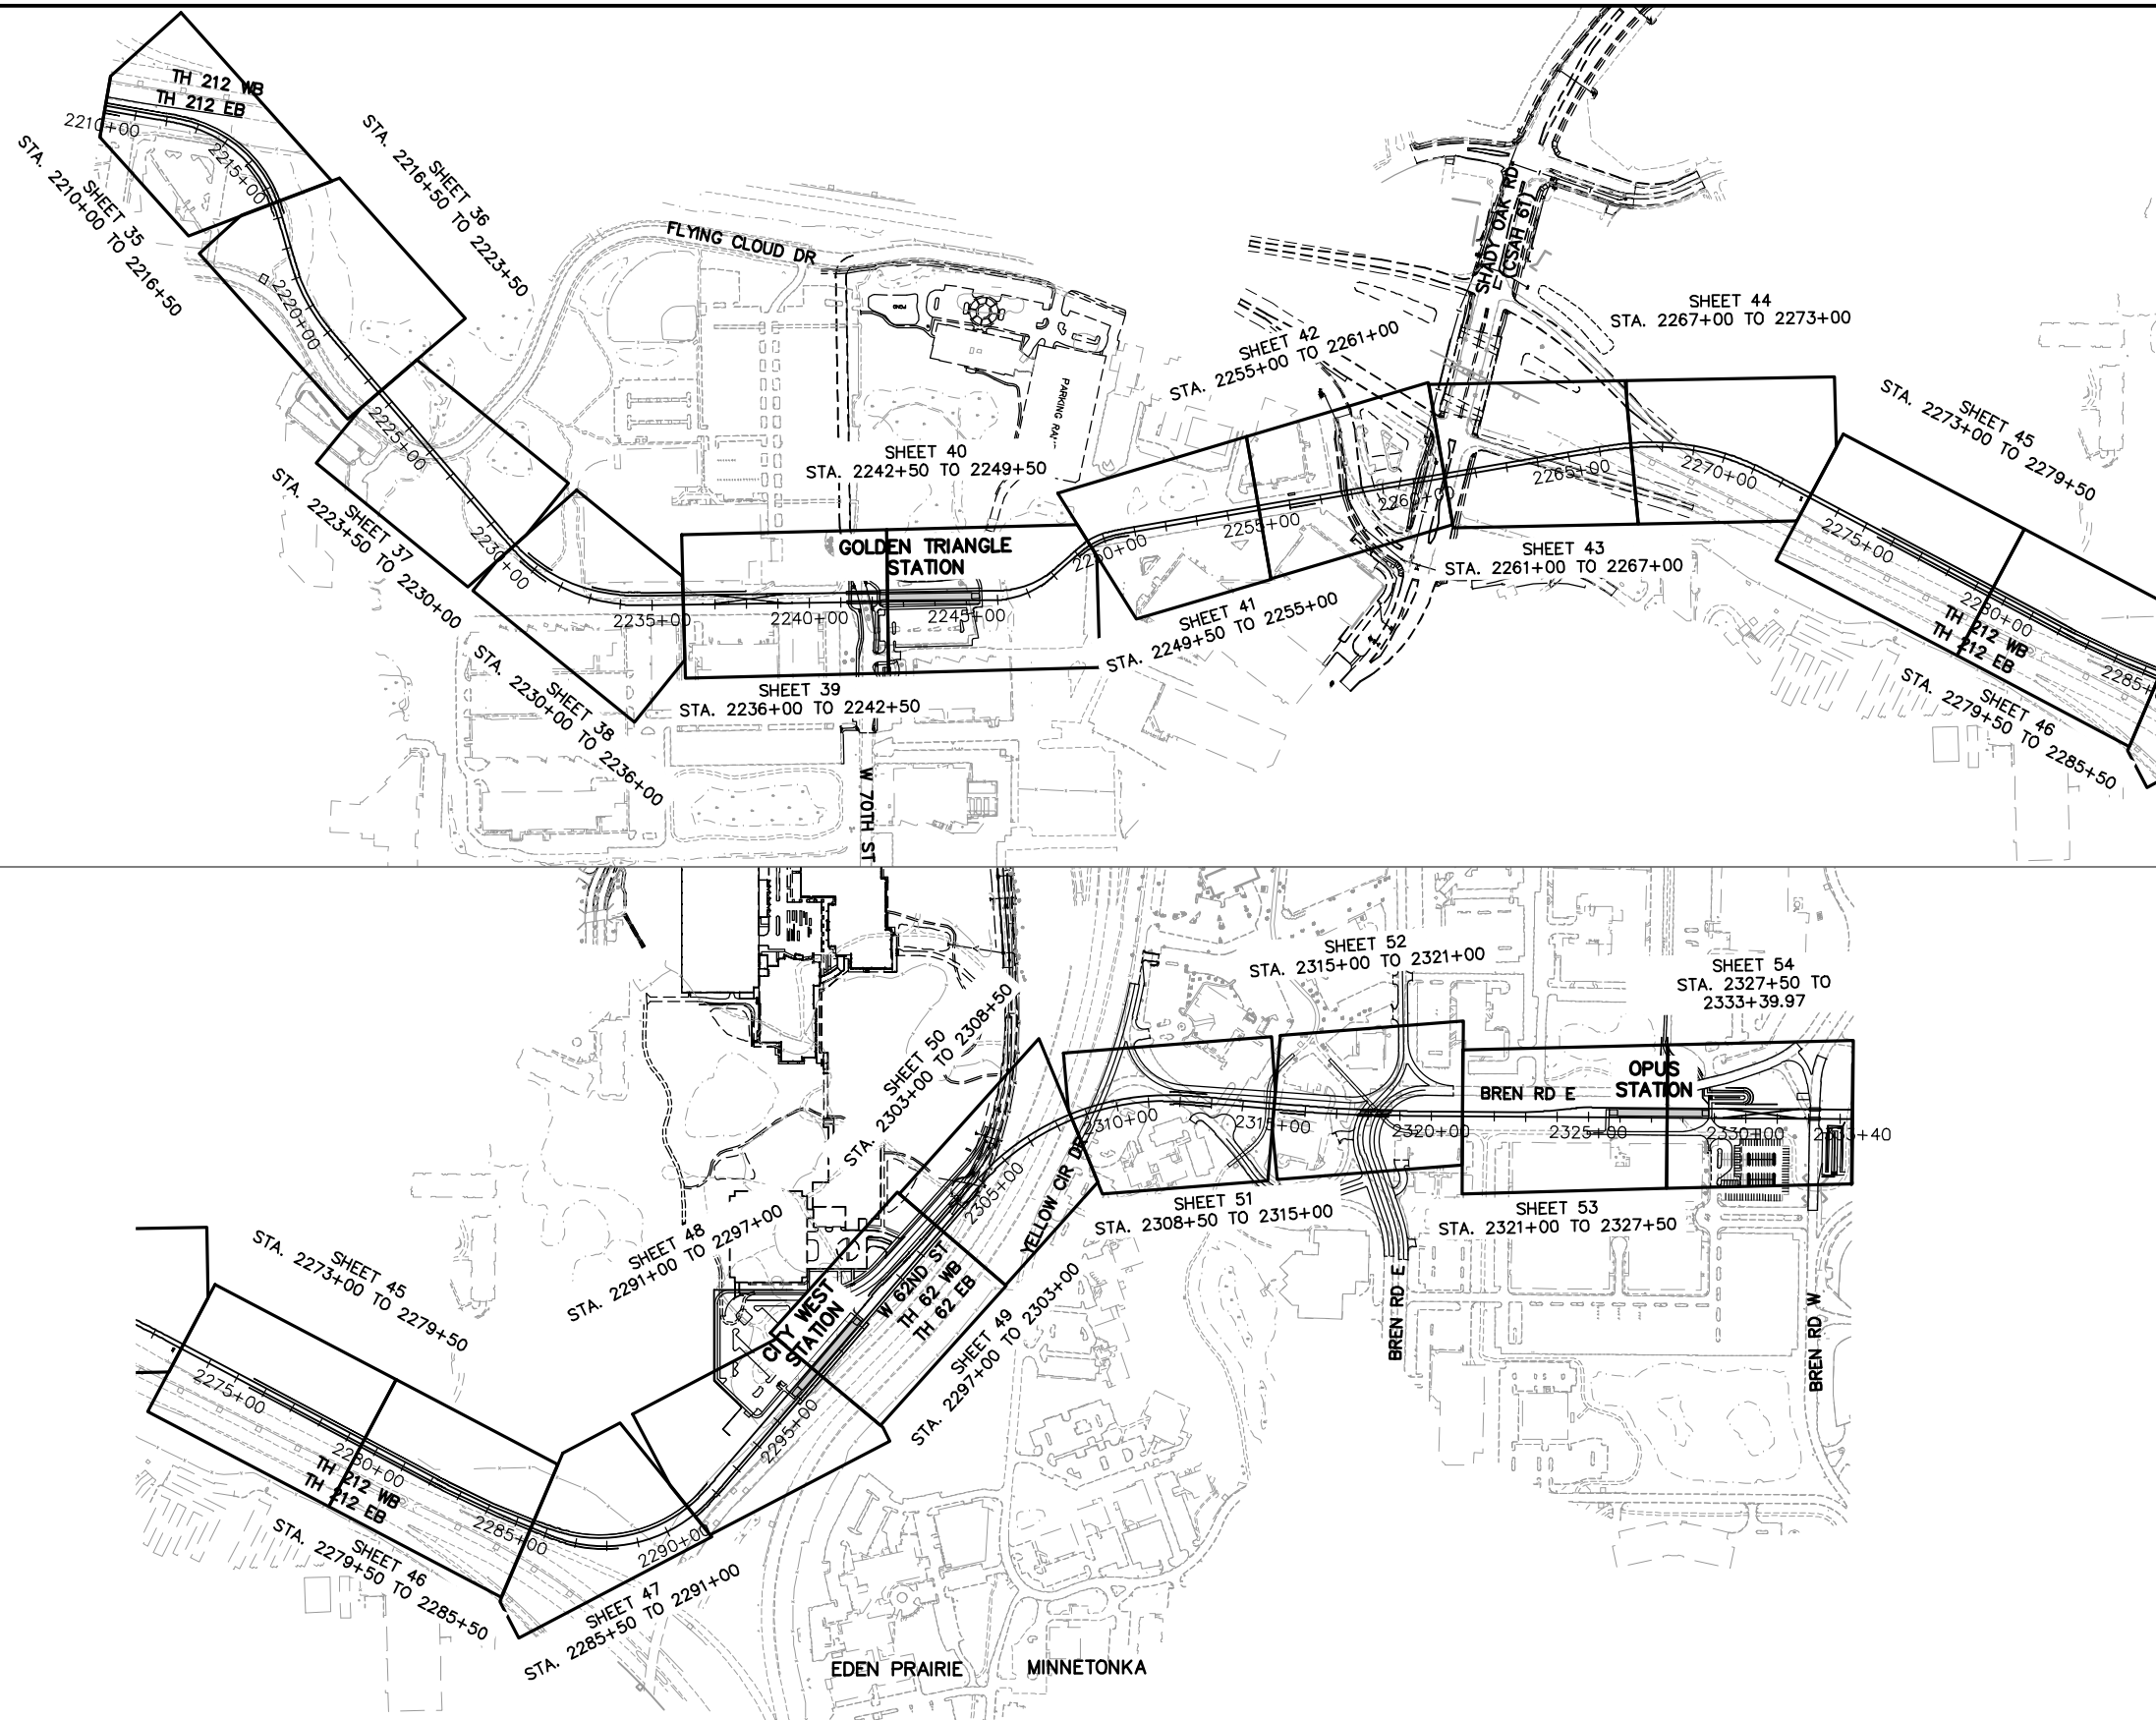 TH 212 WB
TH 212 EB
2210+00
2215+00
SHEET 35
STA. 2210+00 TO 2216+50
SHEET 36
STA. 2216+50 TO 2223+50
2220+00
FLYING CLOUD DR
POND
PARKING
SHADY OAK RD
(CSAH 61)
SHEET 44
STA. 2267+00 TO 2273+00
SHEET 42
STA. 2255+00 TO 2261+00
SHEET 45
STA. 2273+00 TO 2279+50
2225+00
SHEET 40
STA. 2242+50 TO 2249+50
2265+00
2270+00
2260+00
SHEET 37
STA. 2223+50 TO 2230+00
2230+00
GOLDEN TRIANGLE
STATION
2250+00
2255+00
2275+00
SHEET 43
STA. 2261+00 TO 2267+00
2235+00
2240+00
2245+00
SHEET 41
STA. 2249+50 TO 2255+00
2280+00
TH 212 WB
TH 212 EB
2285+
SHEET 38
STA. 2230+00 TO 2236+00
SHEET 39
STA. 2236+00 TO 2242+50
SHEET 46
STA. 2279+50 TO 2285+50
W 70TH ST
SHEET 52
STA. 2315+00 TO 2321+00
SHEET 54
STA. 2327+50 TO
2333+39.97
SHEET 50
STA. 2303+00 TO 2308+50
OPUS
STATION
BREN RD E
2310+00
2315+00
2320+00
2325+00
2330+00
2333+40
2305+00
YELLOW CIR DR
SHEET 51
STA. 2308+50 TO 2315+00
SHEET 53
STA. 2321+00 TO 2327+50
SHEET 48
STA. 2291+00 TO 2297+00
SHEET 45
STA. 2273+00 TO 2279+50
W 62ND ST
TH 62 WB
TH 62 EB
CITY WEST
STATION
SHEET 49
STA. 2297+00 TO 2303+00
BREN RD E
BREN RD W
2275+00
2295+00
2280+00
TH 212 WB
TH 212 EB
2285+00
2290+00
SHEET 46
STA. 2279+50 TO 2285+50
SHEET 47
STA. 2285+50 TO 2291+00
EDEN PRAIRIE
MINNETONKA